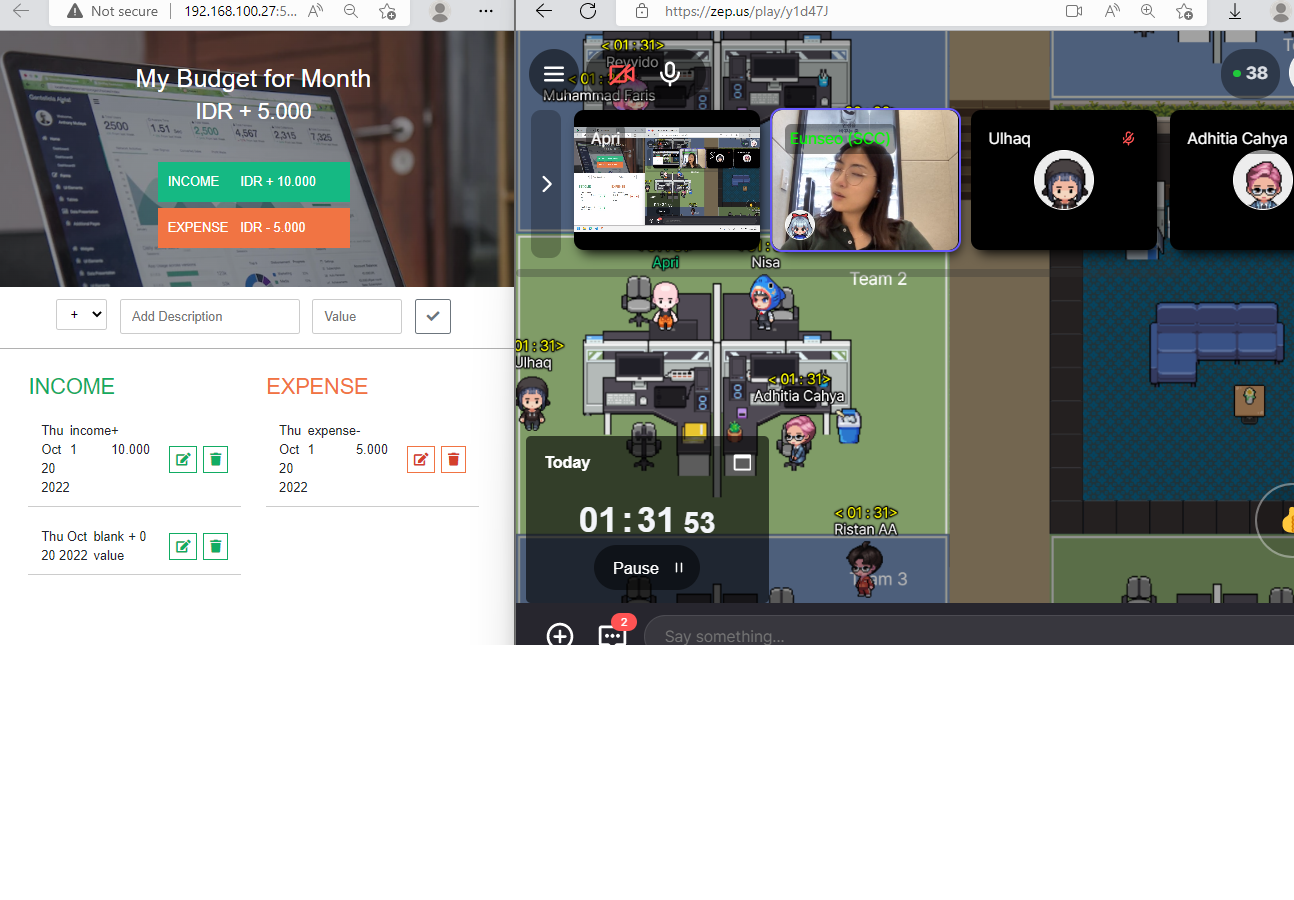 Not secure
192.168.100.27:5...
My Budget for Month
IDR + 5.000
INCOME IDR + 10.000
EXPENSE IDR - 5.000
+
Add Description
Value
INCOME
Thu income+
Oct 1 10.000
20
2022
Thu Oct blank + 0
20 2022 value
EXPENSE
Thu expense-
Oct 1 5.000
20
2022
https://zep.us/play/y1d47J
<01:31>
Reyvido
Muhammad Faris
38
Apri
Eunsoo (SCC)
Ulhaq
Adhitia Cahya
Apri
Nisa
Team 2
01:31>
Ulhaq
<01:31>
Adhitia Cahya
Today
01:31 53
Pause
<01:31>
Ristan AA
Team 3
2
Say something...